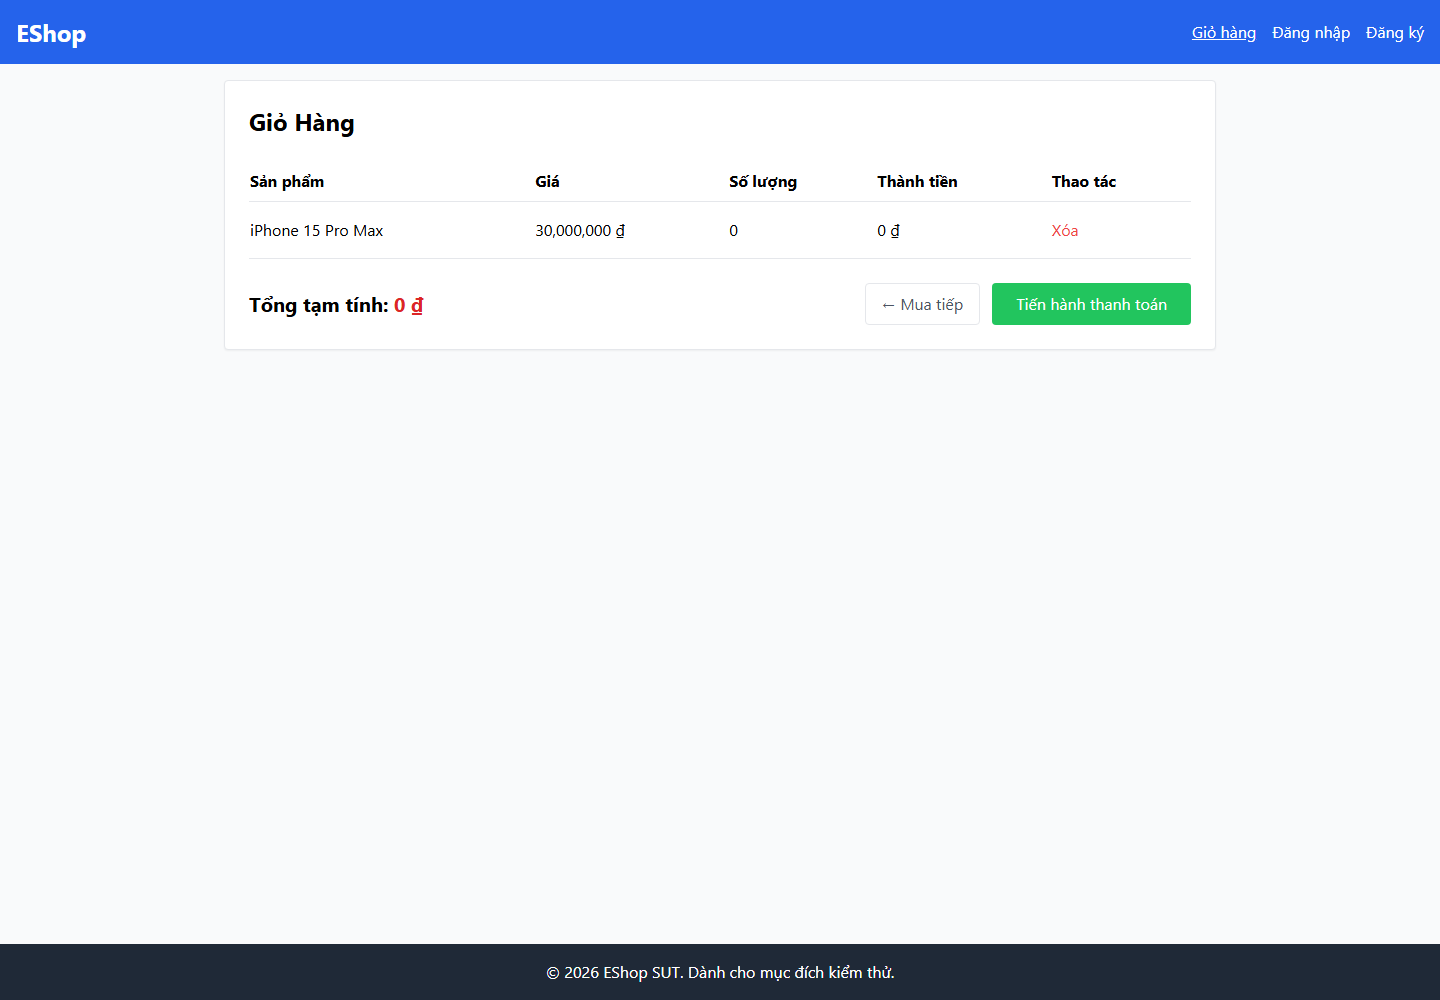 EShop
Giỏ hàng Đăng nhập Đăng ký
Giỏ Hàng
Sản phẩm Giá Số lượng Thành tiền Thao tác
iPhone 15 Pro Max 30,000,000 ₫ 0 0 ₫ Xóa
Tổng tạm tính: 0 ₫ ← Mua tiếp Tiến hành thanh toán
© 2026 EShop SUT. Dành cho mục đích kiểm thử.